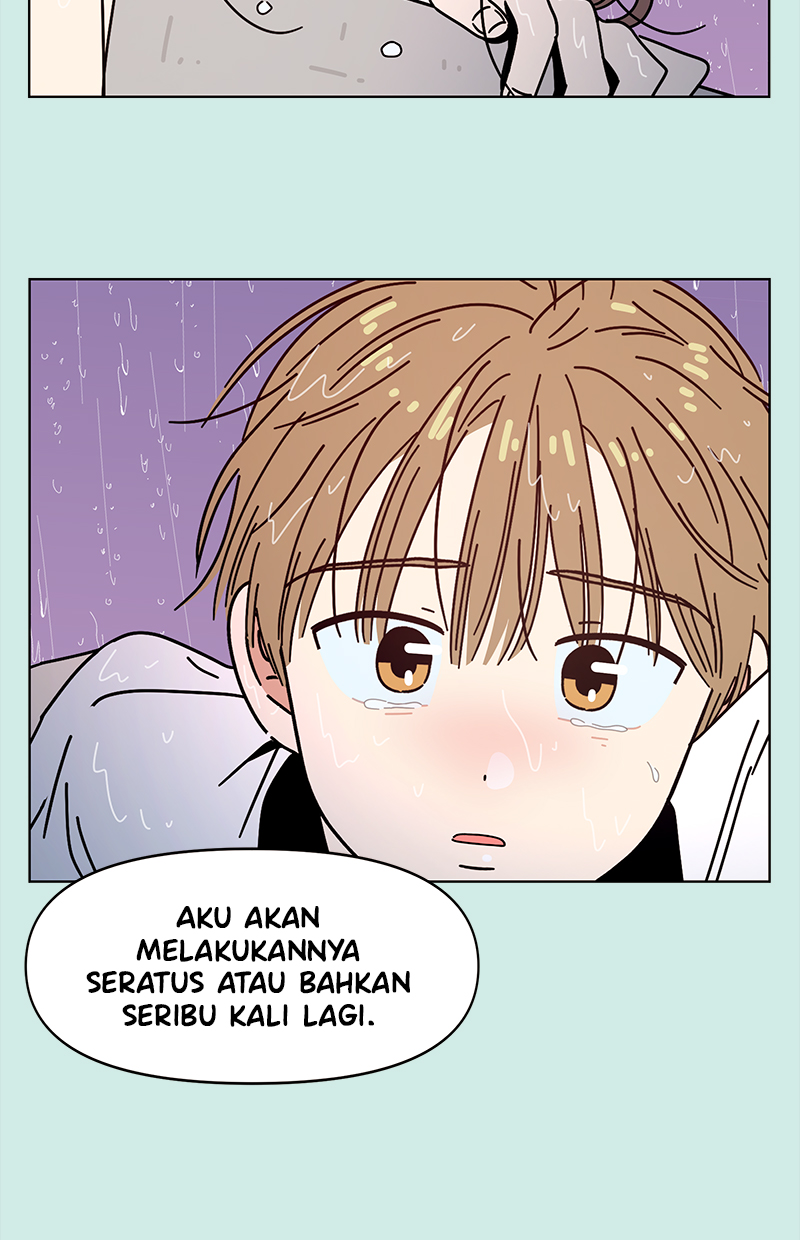 AKU AKAN
MELAKUKANNYA
SERATUS ATAU BAHKAN
SERIBU KALI LAGI.